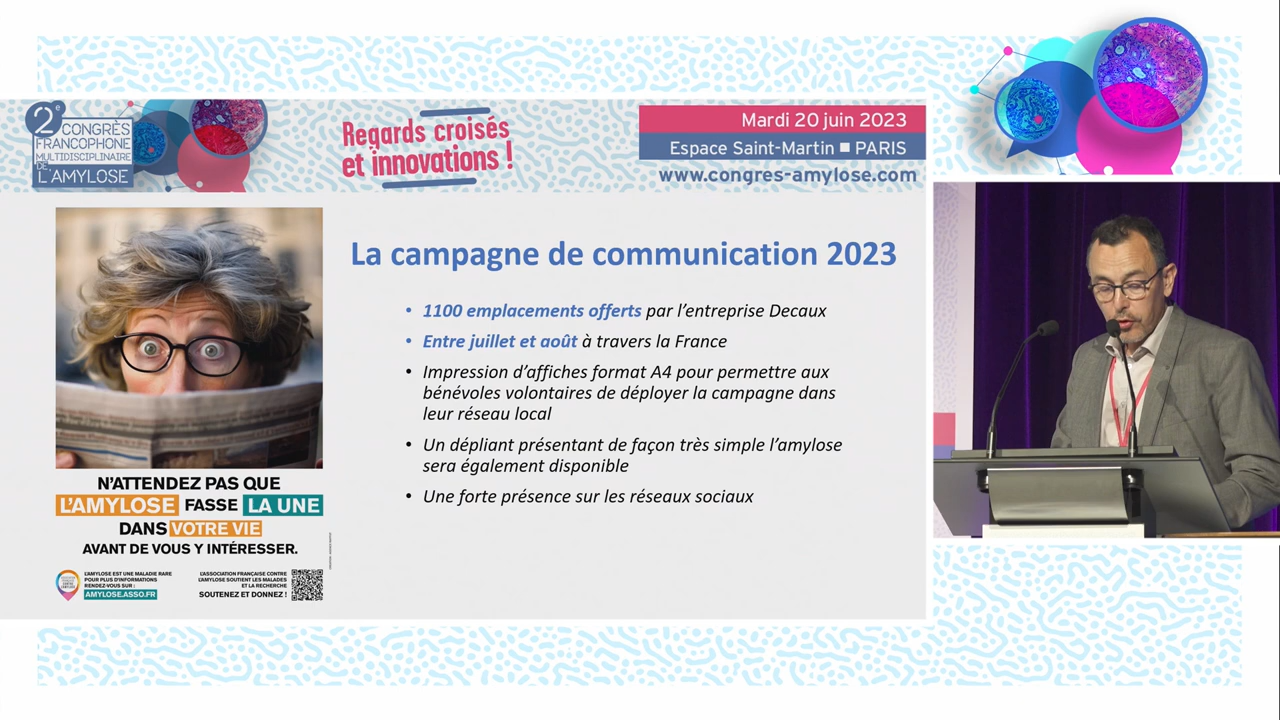 2e CONGRÈS
FRANCOPHONE
MULTIDISCIPLINAIRE
DE
L'AMYLOSE
Regards croisés
et innovations !
Mardi 20 juin 2023
Espace Saint-Martin ■ PARIS
www.congres-amylose.com
La campagne de communication 2023
• 1100 emplacements offerts par l'entreprise Decaux
• Entre juillet et août à travers la France
• Impression d'affiches format A4 pour permettre aux
bénévoles volontaires de déployer la campagne dans
leur réseau local
• Un dépliant présentant de façon très simple l'amylose
sera également disponible
• Une forte présence sur les réseaux sociaux
N'ATTENDEZ PAS QUE
L'AMYLOSE FASSE LA UNE
DANS VOTRE VIE
AVANT DE VOUS Y INTÉRESSER.
L'AMYLOSE EST UNE MALADIE RARE
POUR PLUS D'INFORMATIONS
RENDEZ-VOUS SUR :
AMYLOSE.ASSO.FR
L'ASSOCIATION FRANÇAISE CONTRE
L'AMYLOSE SOUTIENT LES MALADES
ET LA RECHERCHE
SOUTENEZ ET DONNEZ !